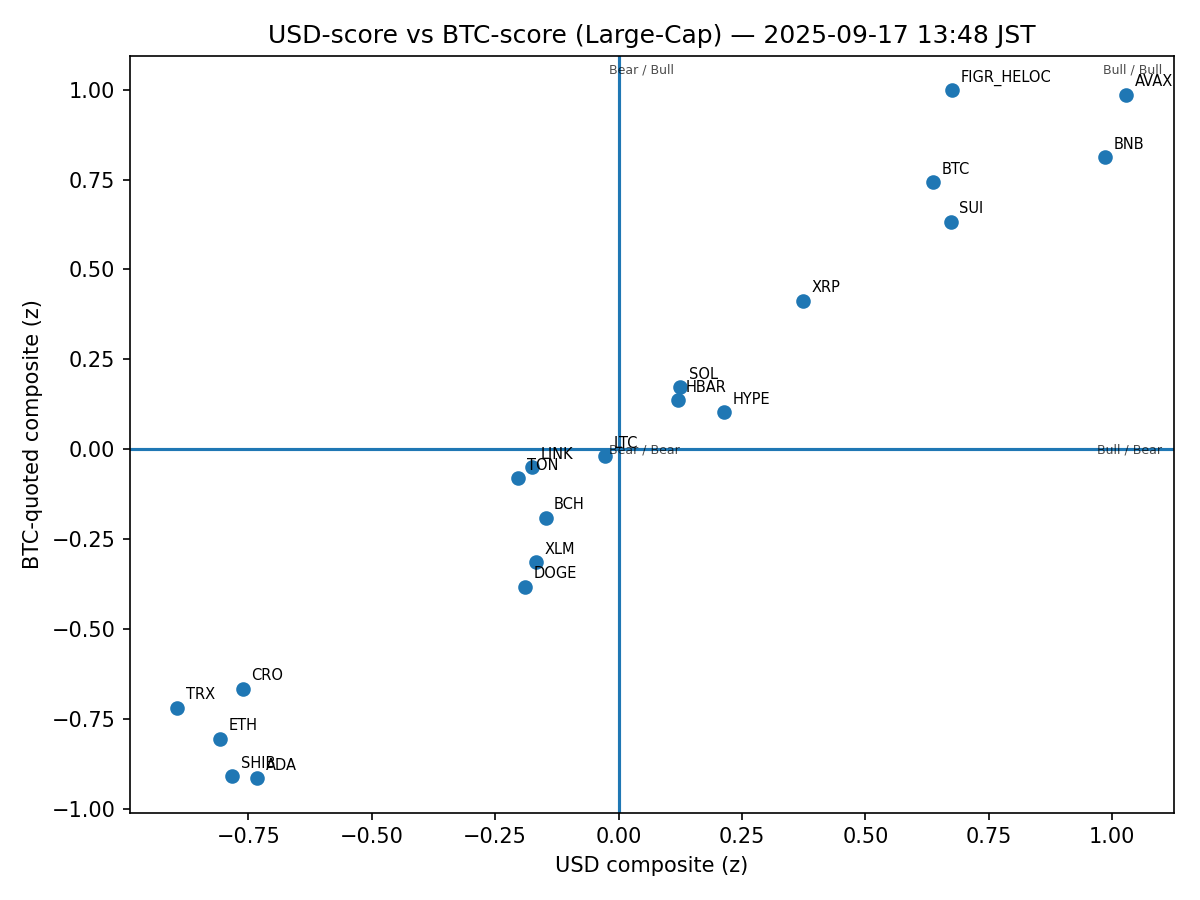 USD-score vs BTC-score (Large-Cap) — 2025-09-17 13:48 JST
Bear / Bull
Bull / Bull
FIGR_HELOC
AVAX
BNB
BTC
SUI
XRP
SOL
HBAR
HYPE
LTC
Bear / Bear
Bull / Bear
LINK
TON
BCH
XLM
DOGE
CRO
TRX
ETH
SHIB
ADA
1.00
0.75
0.50
0.25
0.00
−0.25
−0.50
−0.75
−1.00
BTC-quoted composite (z)
−0.75
−0.50
−0.25
0.00
0.25
0.50
0.75
1.00
USD composite (z)